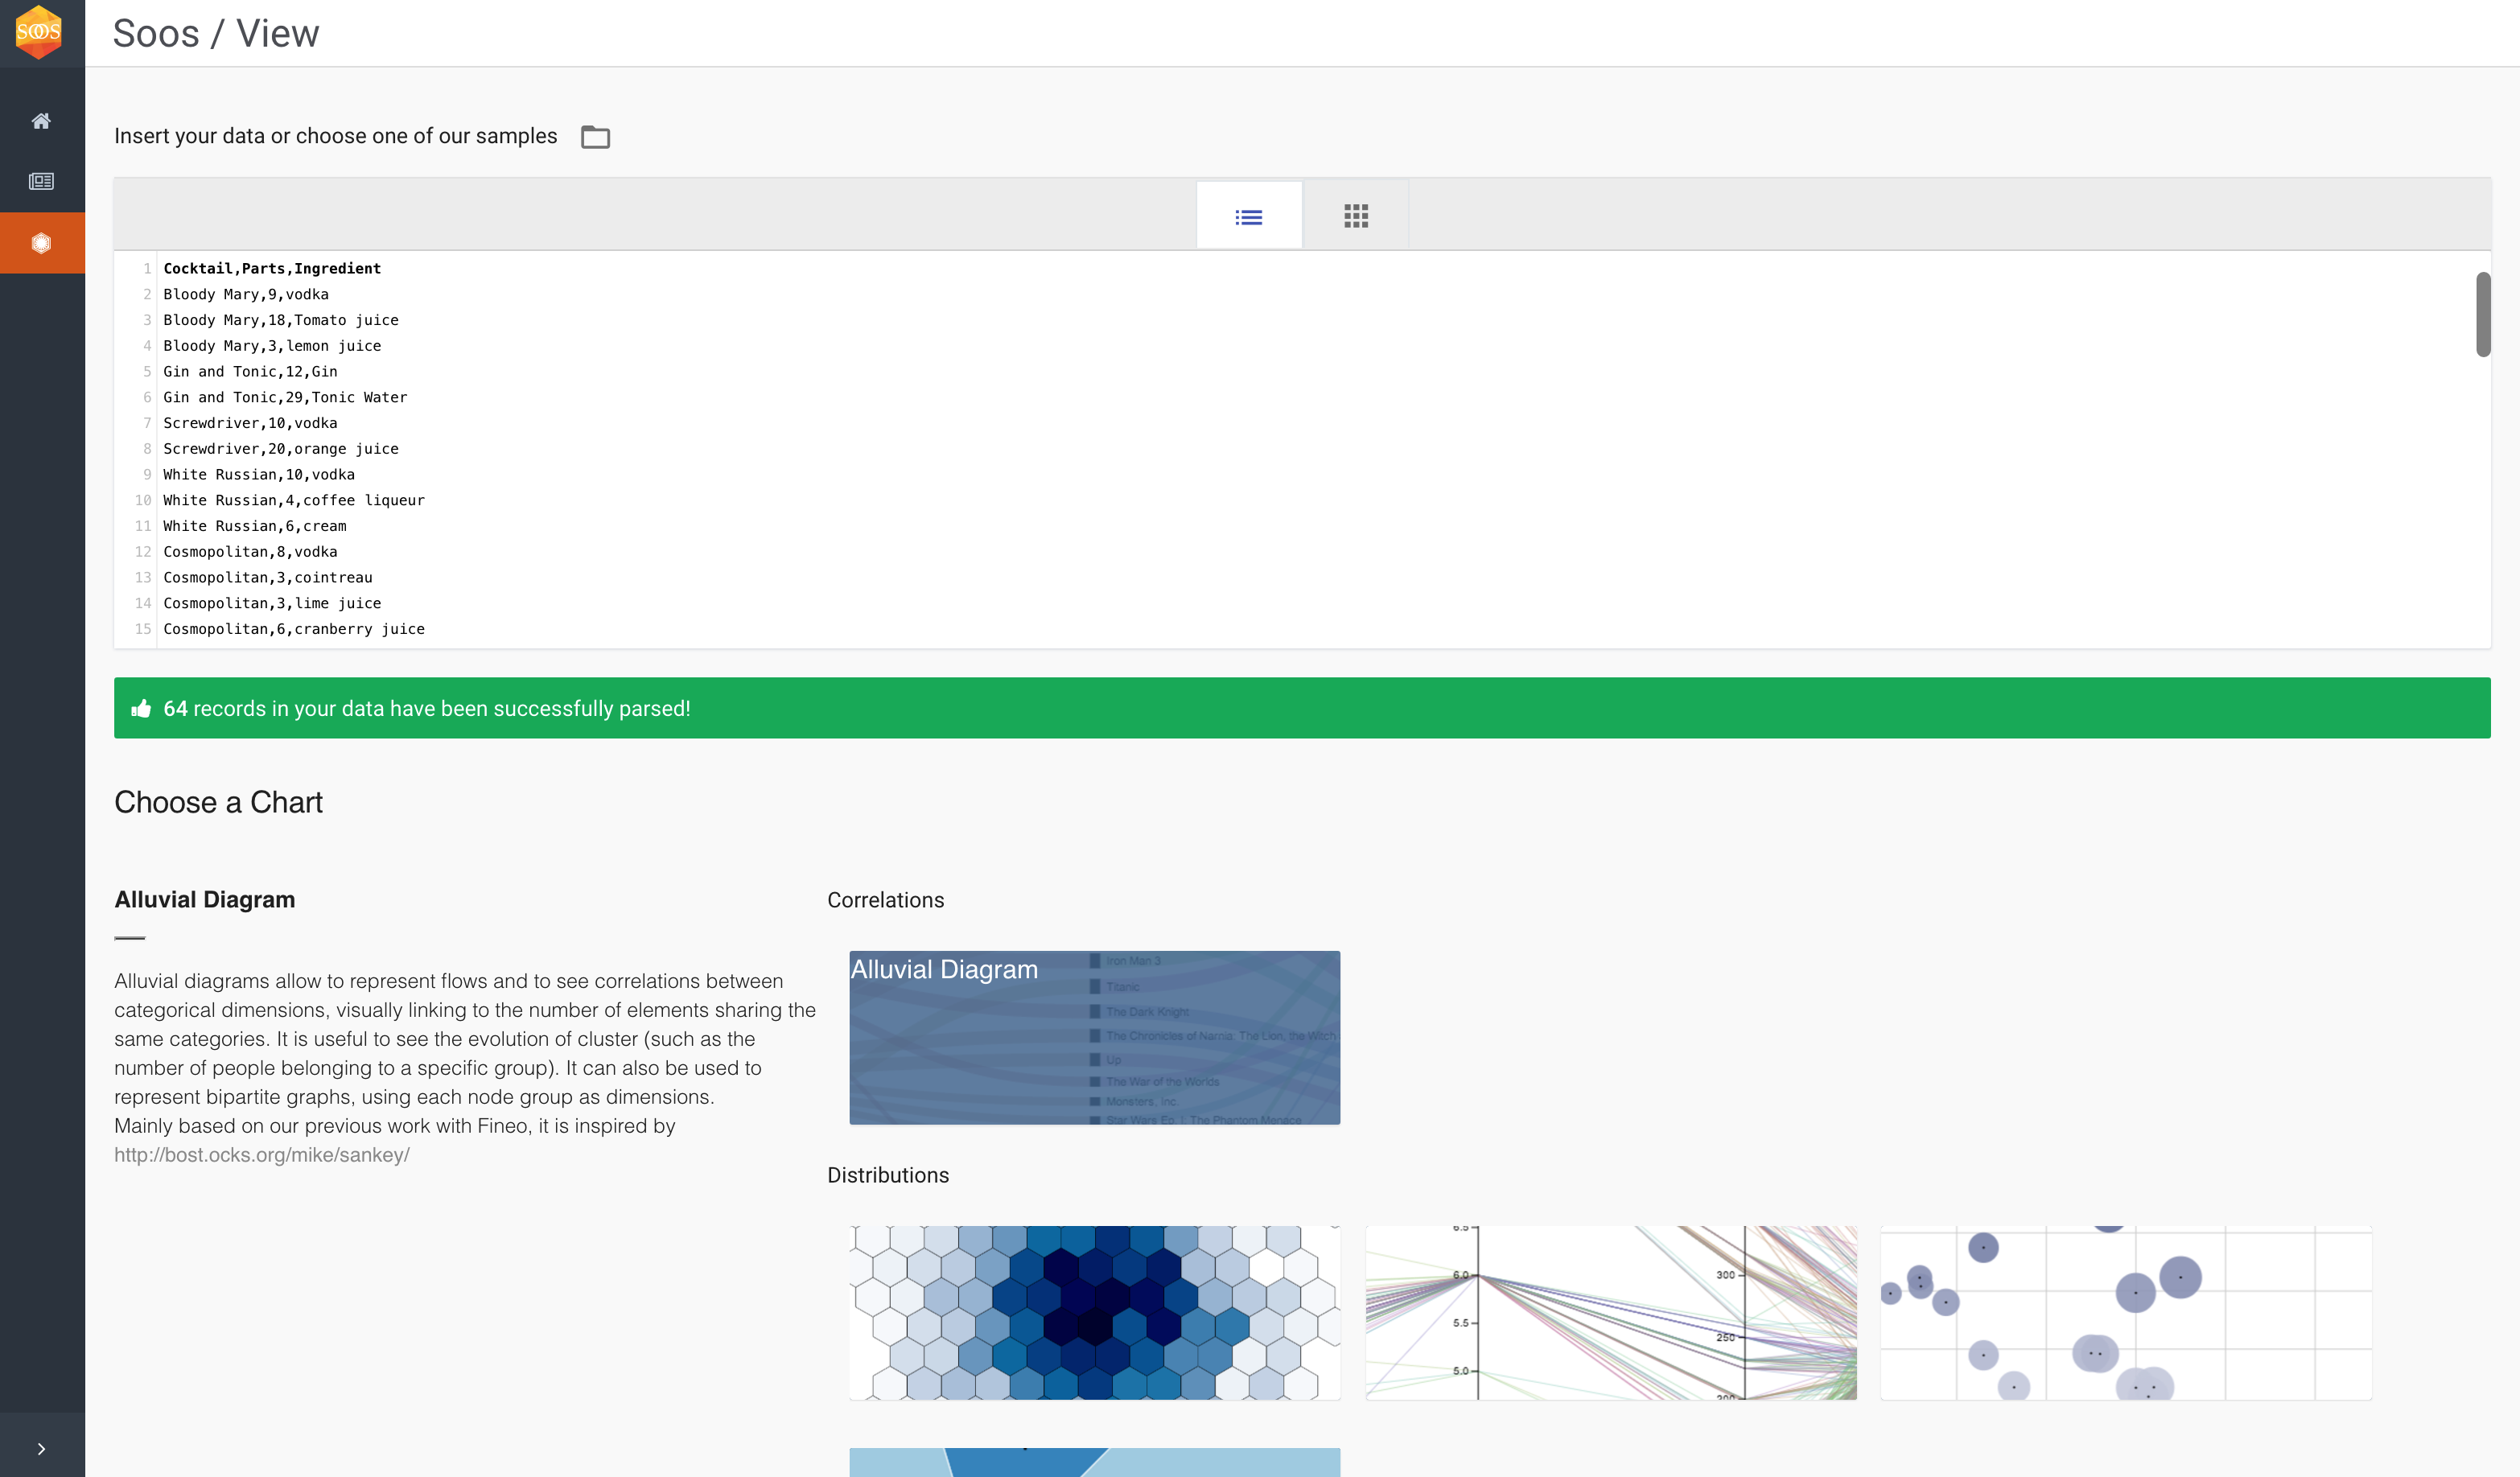 SOOS
Soos / View
Insert your data or choose one of our samples
1 Cocktail,Parts,Ingredient
2 Bloody Mary,9,vodka
3 Bloody Mary,18,Tomato juice
4 Bloody Mary,3,lemon juice
5 Gin and Tonic,12,Gin
6 Gin and Tonic,29,Tonic Water
7 Screwdriver,10,vodka
8 Screwdriver,20,orange juice
9 White Russian,10,vodka
10 White Russian,4,coffee liqueur
11 White Russian,6,cream
12 Cosmopolitan,8,vodka
13 Cosmopolitan,3,cointreau
14 Cosmopolitan,3,lime juice
15 Cosmopolitan,6,cranberry juice
64 records in your data have been successfully parsed!
Choose a Chart
Alluvial Diagram
Alluvial diagrams allow to represent flows and to see correlations between
categorical dimensions, visually linking to the number of elements sharing the
same categories. It is useful to see the evolution of cluster (such as the
number of people belonging to a specific group). It can also be used to
represent bipartite graphs, using each node group as dimensions.
Mainly based on our previous work with Fineo, it is inspired by
http://bost.ocks.org/mike/sankey/
Correlations
Alluvial Diagram
Iron Man 3
Titanic
The Dark Knight
The Chronicles of Narnia: The Lion, the Witch
Up
The War of the Worlds
Monsters, Inc.
Star Wars Ep. I: The Phantom Menace
Distributions
6.5
6.0
5.5
5.0
300
250
200